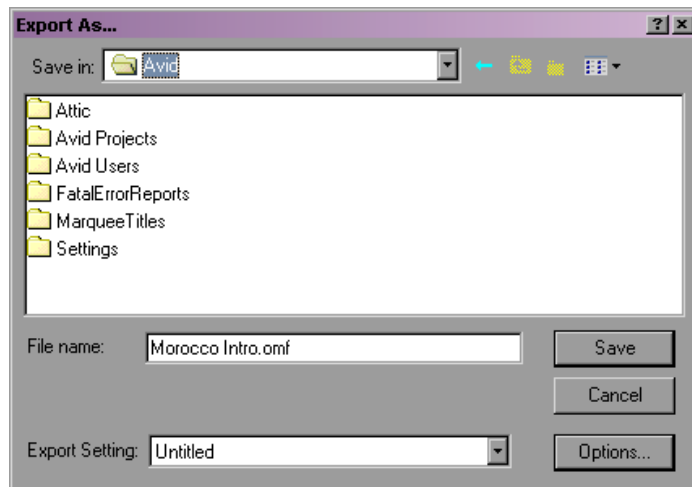 Export As...
Save in: Avid
Attic
Avid Projects
Avid Users
FatalErrorReports
MarqueeTitles
Settings
File name: Morocco Intro.omf Save
Cancel
Export Setting: Untitled Options...